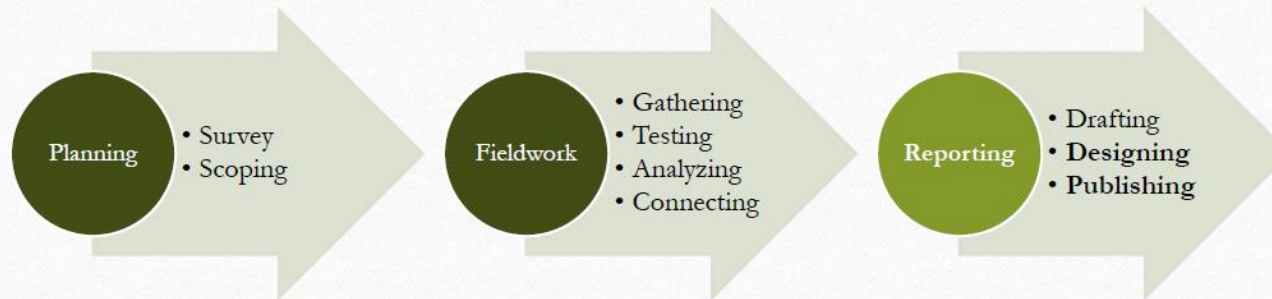 Planning
• Survey
• Scoping
Fieldwork
• Gathering
• Testing
• Analyzing
• Connecting
Reporting
• Drafting
• Designing
• Publishing